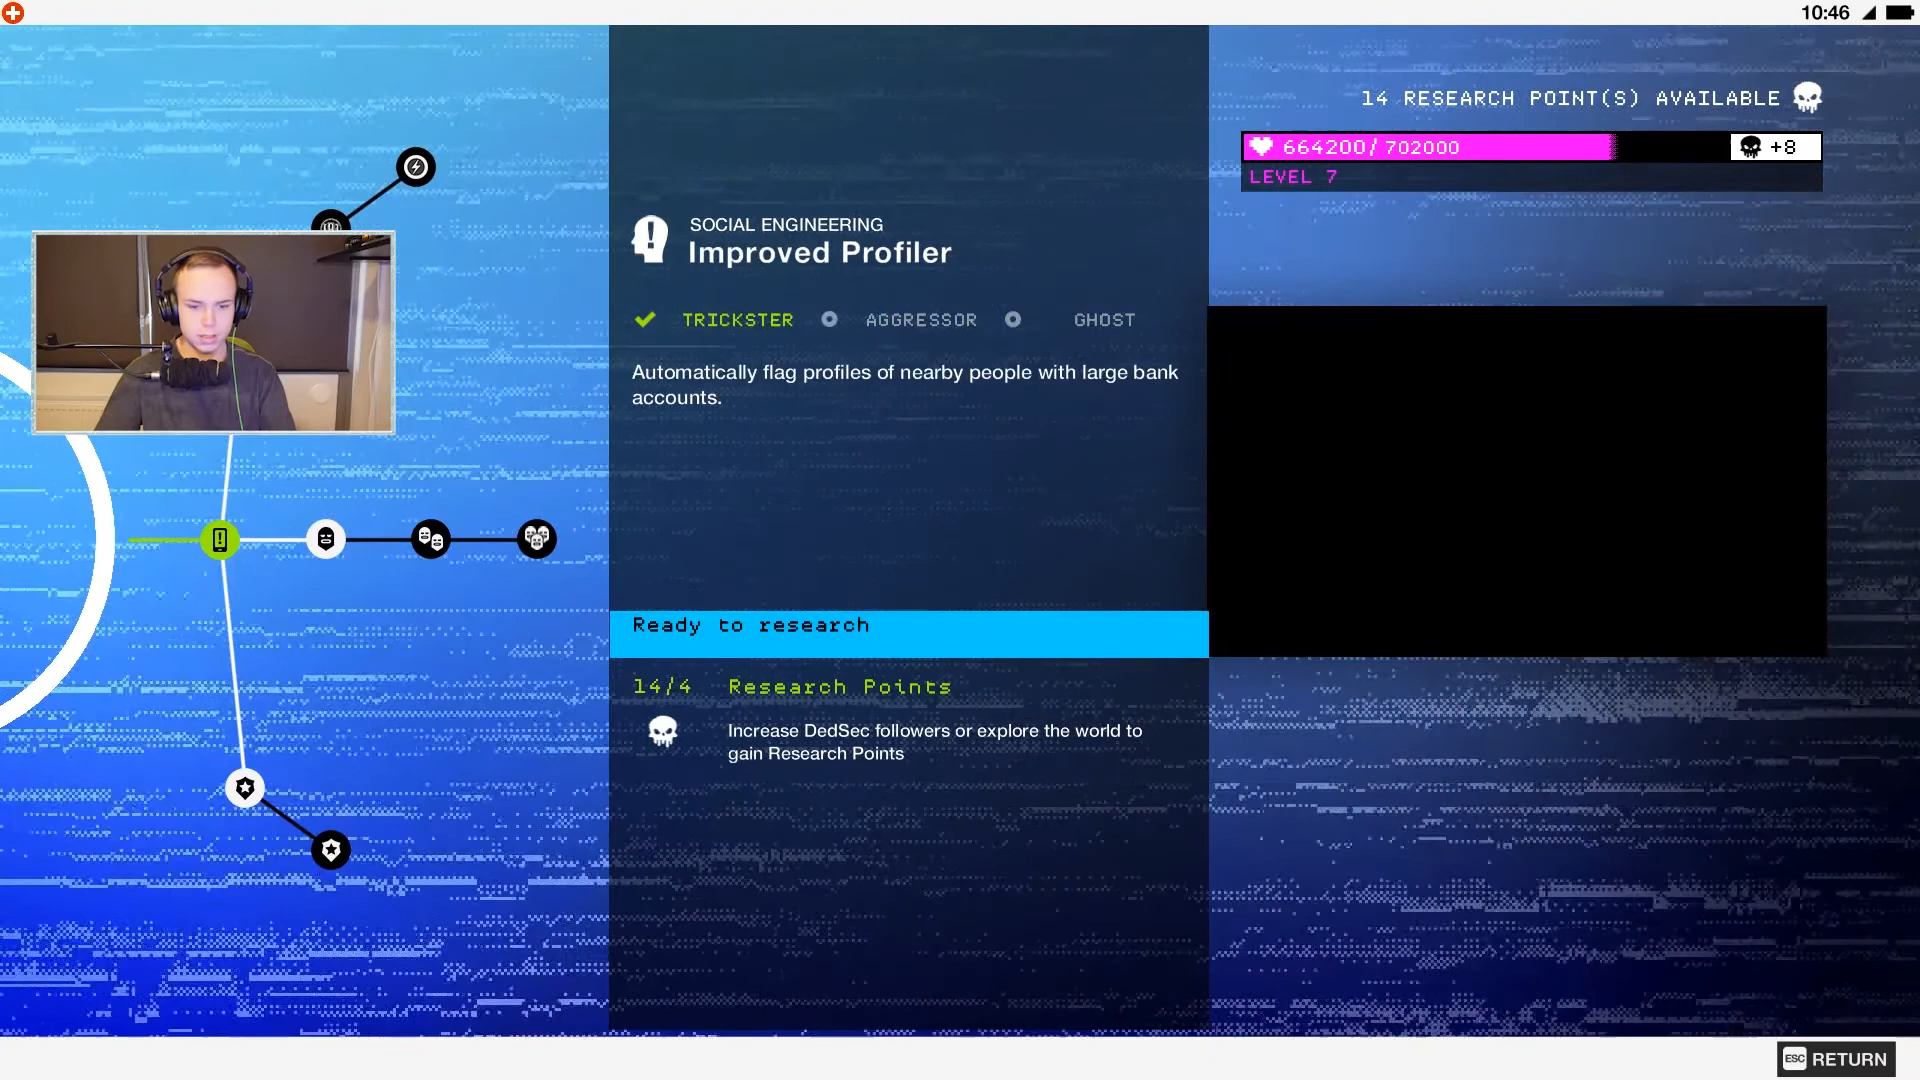 10:46
14 RESEARCH POINT(S) AVAILABLE
664200/702000
+8
LEVEL 7
SOCIAL ENGINEERING
Improved Profiler
TRICKSTER AGGRESSOR GHOST
Automatically flag profiles of nearby people with large bank
accounts.
Ready to research
14/4 Research Points
Increase DedSec followers or explore the world to
gain Research Points
ESC RETURN